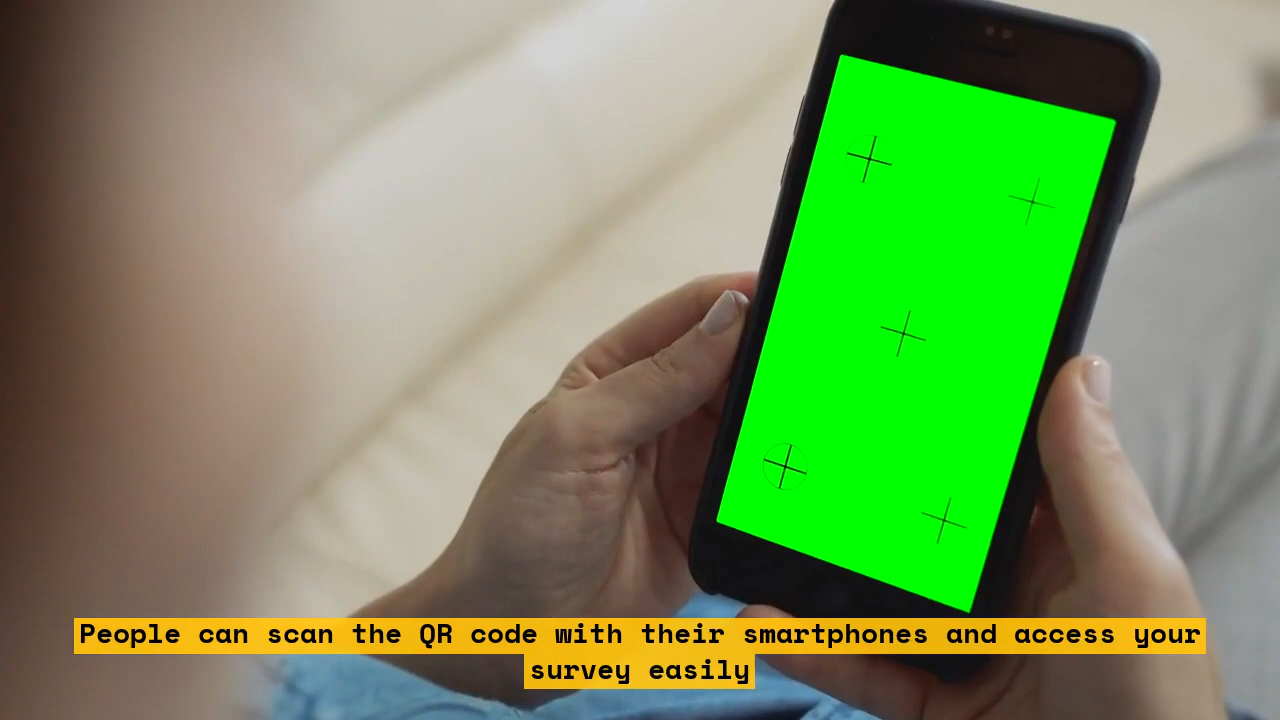 People can scan the QR code with their smartphones and access your
survey easily